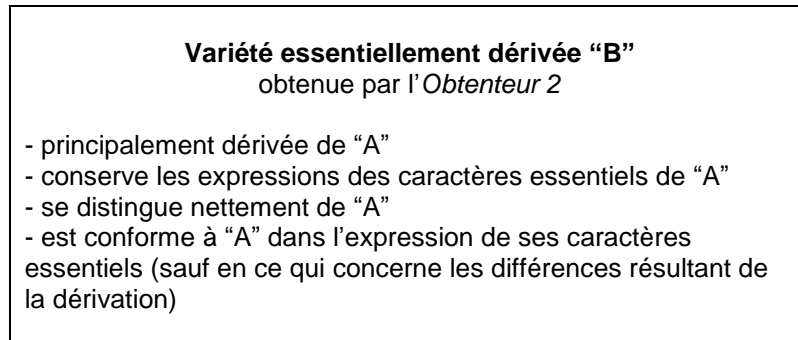 Variété essentiellement dérivée “B”
obtenue par l’Obtenteur 2
- principalement dérivée de “A”
- conserve les expressions des caractères essentiels de “A”
- se distingue nettement de “A”
- est conforme à “A” dans l’expression de ses caractères
essentiels (sauf en ce qui concerne les différences résultant de
la dérivation)